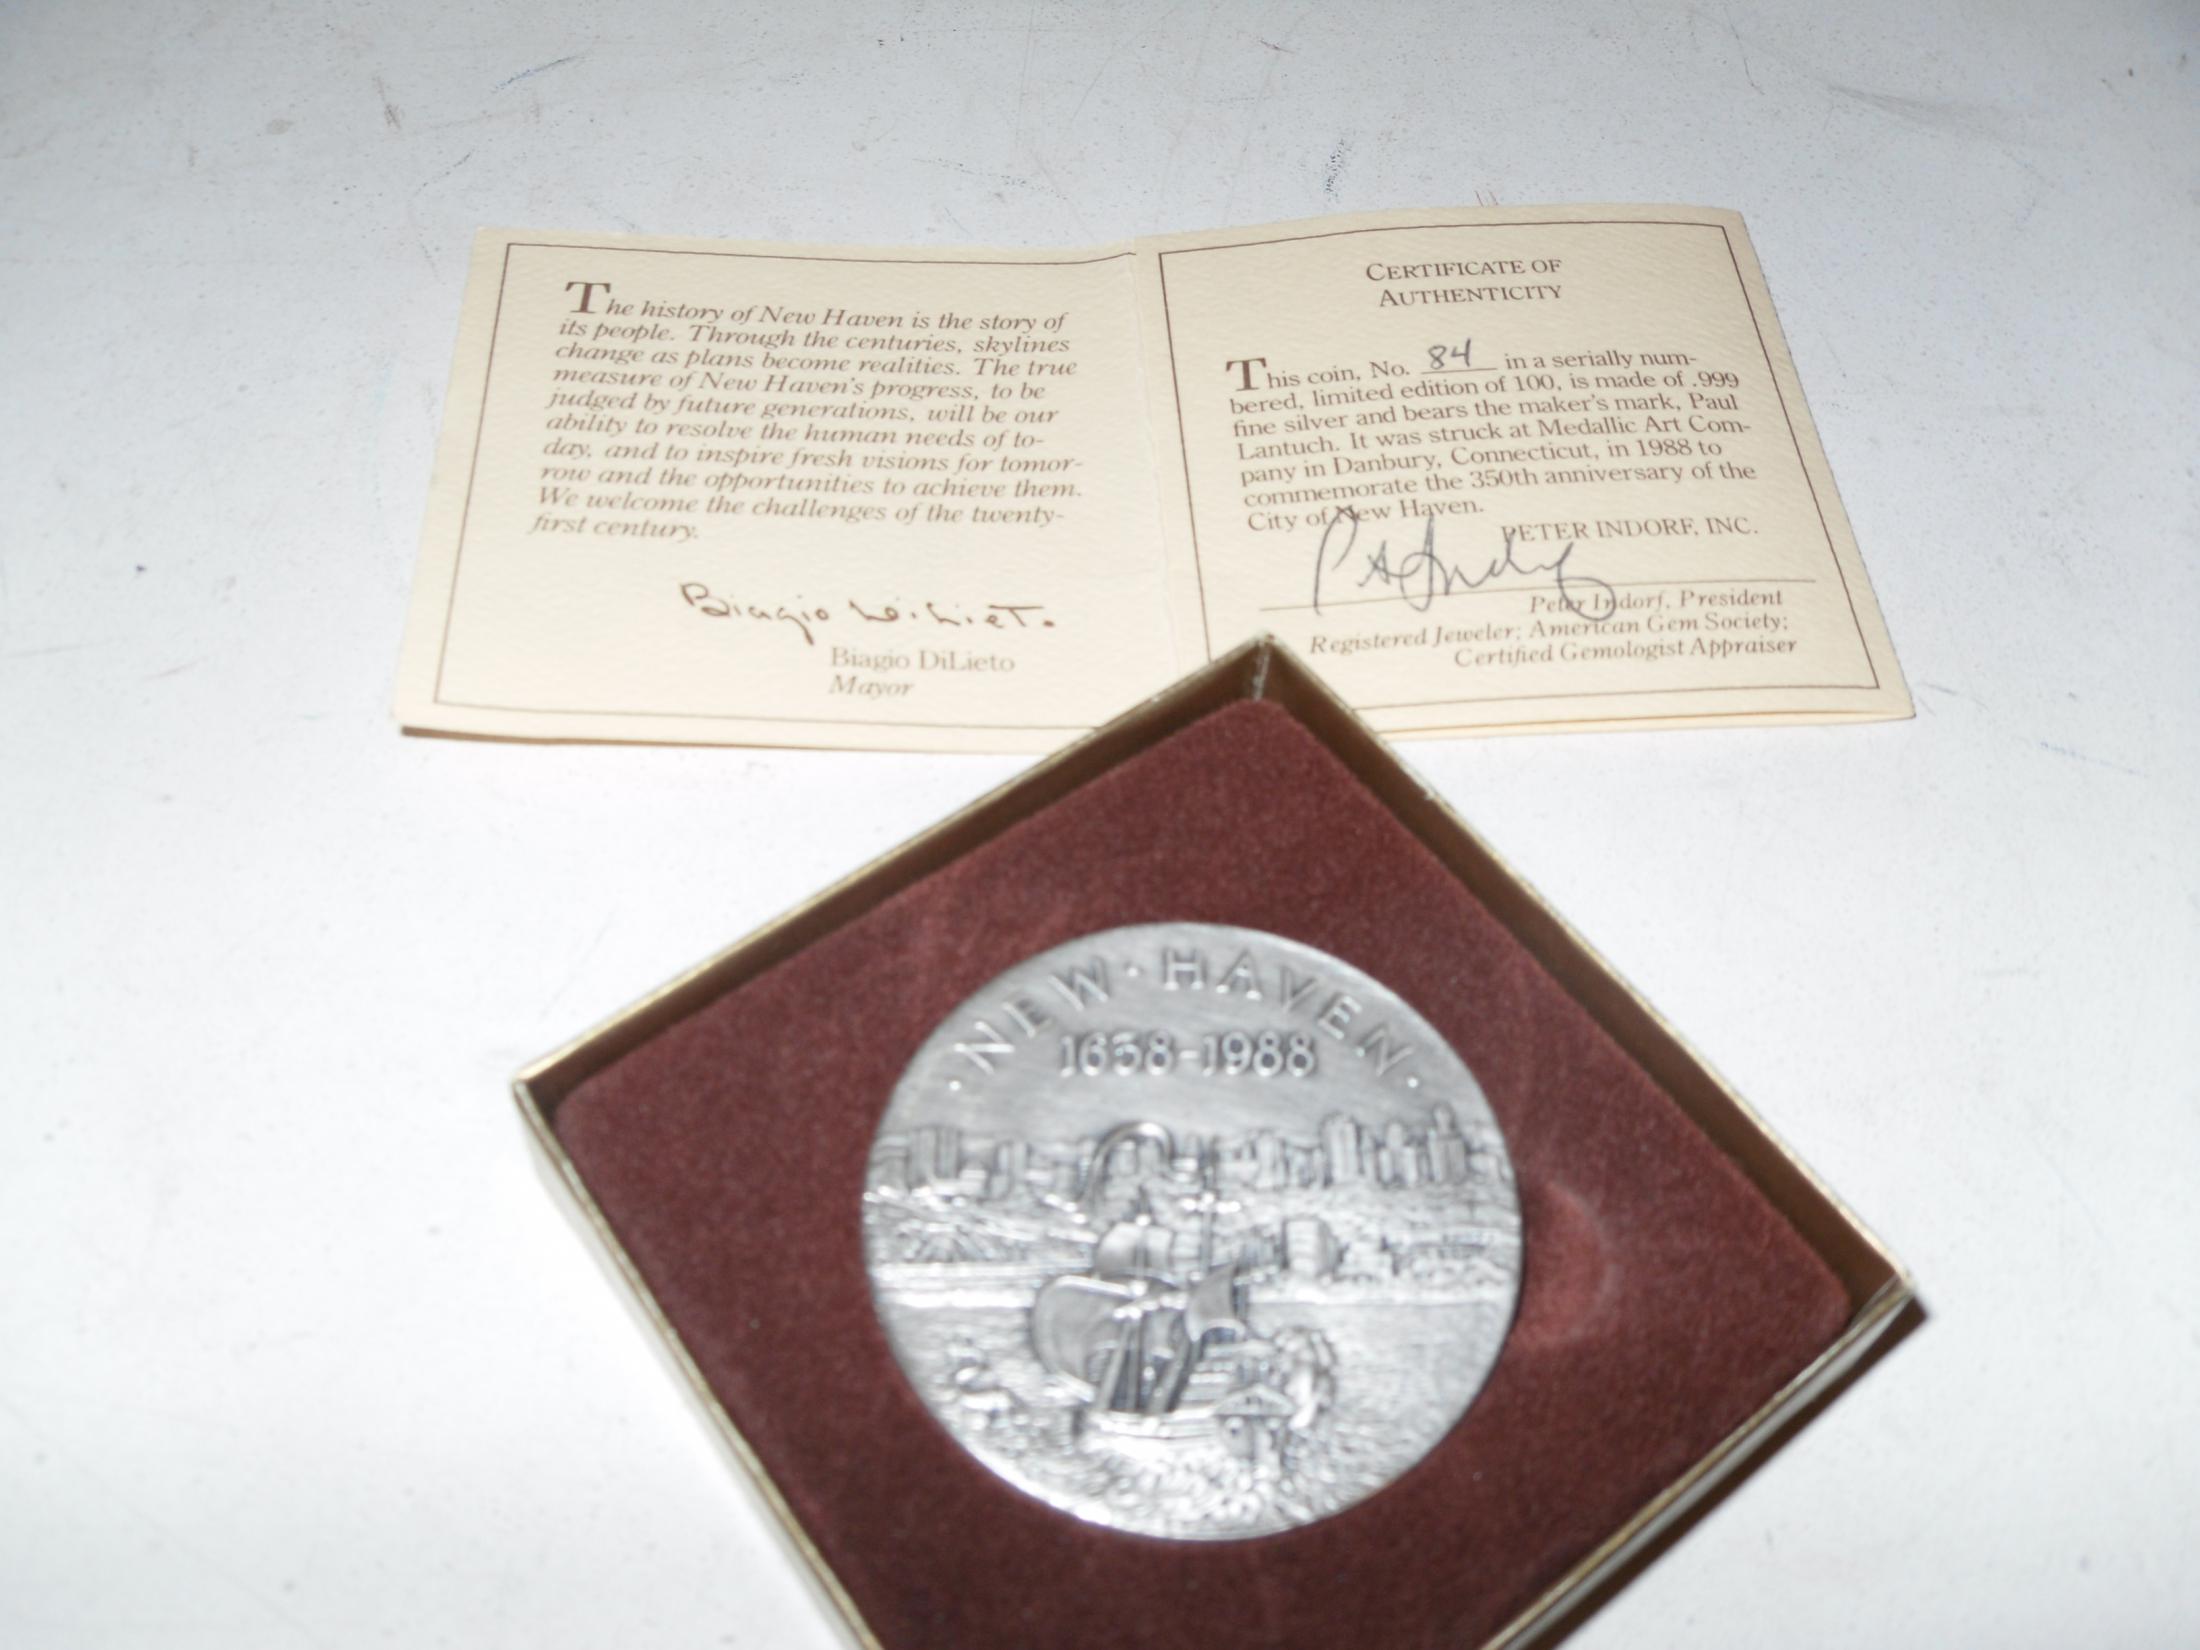 The history of New Haven is the story of
its people. Through the centuries, skylines
change as plans become realities. The true
measure of New Haven's progress, to be
judged by future generations, will be our
ability to resolve the human needs of to-
day, and to inspire fresh visions for tomor-
row and the opportunities to achieve them.
We welcome the challenges of the twenty-
first century.
Biagio DiLieto
Biagio DiLieto
Mayor
CERTIFICATE OF
AUTHENTICITY
This coin, No. 84 in a serially num-
bered, limited edition of 100, is made of .999
fine silver and bears the maker's mark, Paul
Lantuch. It was struck at Medallic Art Com-
pany in Danbury, Connecticut, in 1988 to
commemorate the 350th anniversary of the
City of New Haven.
PETER INDORF, INC.
Peter Indorf, President
Registered Jeweler; American Gem Society;
Certified Gemologist Appraiser
· NEW · HAVEN ·
1638-1988